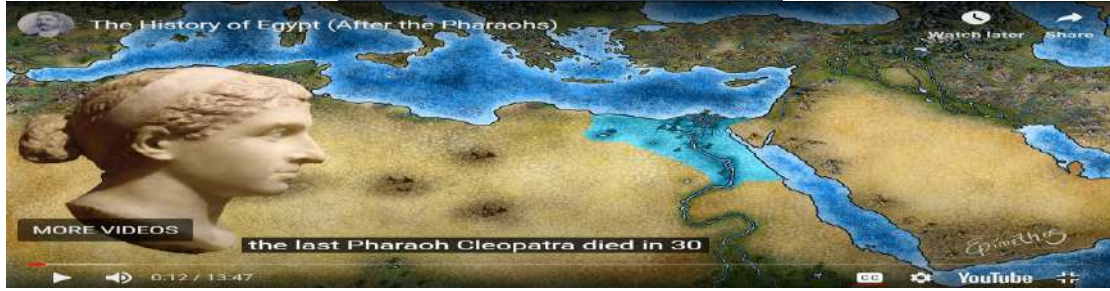 The History of Egypt (After the Pharaohs)
Watch later
Share
MORE VIDEOS
the last Pharaoh Cleopatra died in 30
Epimetheus
0:12 / 13:47
CC
YouTube